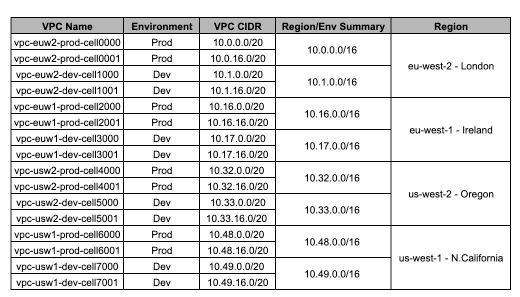 VPC Name Environment VPC CIDR Region/Env Summary Region
vpc-euw2-prod-cell0000 Prod 10.0.0.0/20 10.0.0.0/16 eu-west-2 - London
vpc-euw2-prod-cell0001 Prod 10.0.16.0/20
vpc-euw2-dev-cell1000 Dev 10.1.0.0/20 10.1.0.0/16
vpc-euw2-dev-cell1001 Dev 10.1.16.0/20
vpc-euw1-prod-cell2000 Prod 10.16.0.0/20 10.16.0.0/16 eu-west-1 - Ireland
vpc-euw1-prod-cell2001 Prod 10.16.16.0/20
vpc-euw1-dev-cell3000 Dev 10.17.0.0/20 10.17.0.0/16
vpc-euw1-dev-cell3001 Dev 10.17.16.0/20
vpc-usw2-prod-cell4000 Prod 10.32.0.0/20 10.32.0.0/16 us-west-2 - Oregon
vpc-usw2-prod-cell4001 Prod 10.32.16.0/20
vpc-usw2-dev-cell5000 Dev 10.33.0.0/20 10.33.0.0/16
vpc-usw2-dev-cell5001 Dev 10.33.16.0/20
vpc-usw1-prod-cell6000 Prod 10.48.0.0/20 10.48.0.0/16 us-west-1 - N.California
vpc-usw1-prod-cell6001 Prod 10.48.16.0/20
vpc-usw1-dev-cell7000 Dev 10.49.0.0/20 10.49.0.0/16
vpc-usw1-dev-cell7001 Dev 10.49.16.0/20